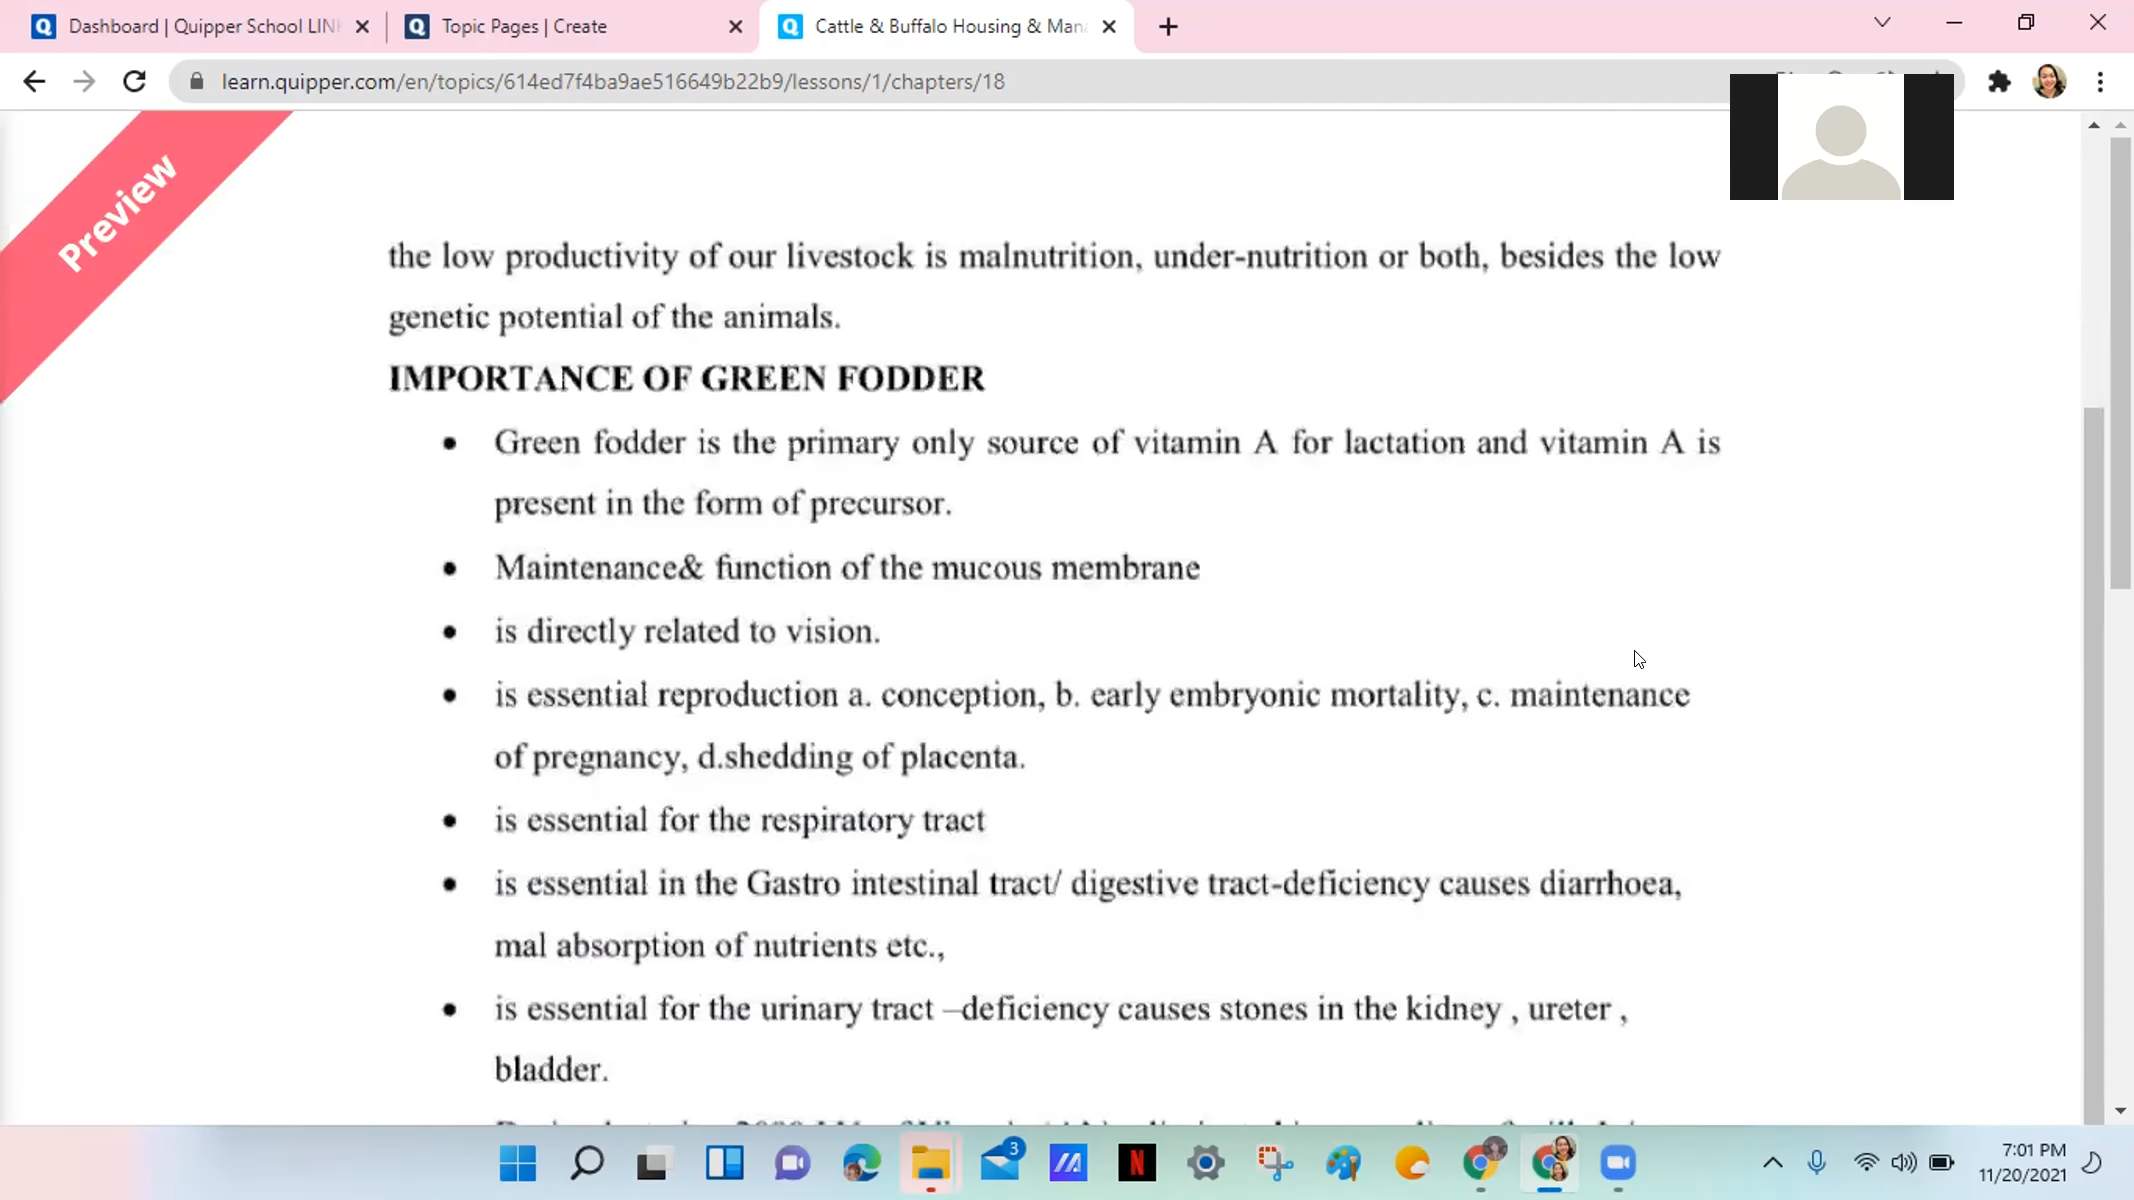 Dashboard | Quipper School LIN
Topic Pages | Create
Cattle & Buffalo Housing & Man
learn.quipper.com/en/topics/614ed7f4ba9ae516649b22b9/lessons/1/chapters/18
Preview
the low productivity of our livestock is malnutrition, under-nutrition or both, besides the low
genetic potential of the animals.
IMPORTANCE OF GREEN FODDER
• Green fodder is the primary only source of vitamin A for lactation and vitamin A is
present in the form of precursor.
• Maintenance& function of the mucous membrane
• is directly related to vision.
• is essential reproduction a. conception, b. early embryonic mortality, c. maintenance
of pregnancy, d.shedding of placenta.
• is essential for the respiratory tract
• is essential in the Gastro intestinal tract/ digestive tract-deficiency causes diarrhoea,
mal absorption of nutrients etc.,
• is essential for the urinary tract –deficiency causes stones in the kidney , ureter ,
bladder.
3
N
7:01 PM
11/20/2021